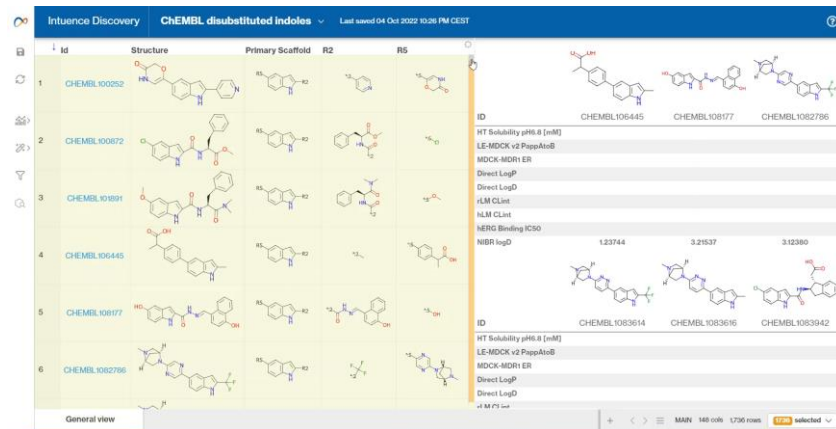 Intuence Discovery ChEMBL disubstituted indoles Last saved 04 Oct 2022 10:26 PM CEST
Id Structure Primary Scaffold R2 R5
1 CHEMBL100252
2 CHEMBL100872
3 CHEMBL101891
4 CHEMBL106445
5 CHEMBL108177
6 CHEMBL1082786
General view
ID CHEMBL106445 CHEMBL108177 CHEMBL1082786
HT Solubility pH6.8 [mM]
LE-MDCK v2 PappAtoB
MDCK-MDR1 ER
Direct LogP
Direct LogD
rLM CLint
hLM CLint
hERG Binding IC50
NIBR logD 1.23744 3.21537 3.12380
ID CHEMBL1083614 CHEMBL1083616 CHEMBL1083942
HT Solubility pH6.8 [mM]
LE-MDCK v2 PappAtoB
MDCK-MDR1 ER
Direct LogP
Direct LogD
rLM CLint
MAIN 148 cols 1,736 rows 1736 selected